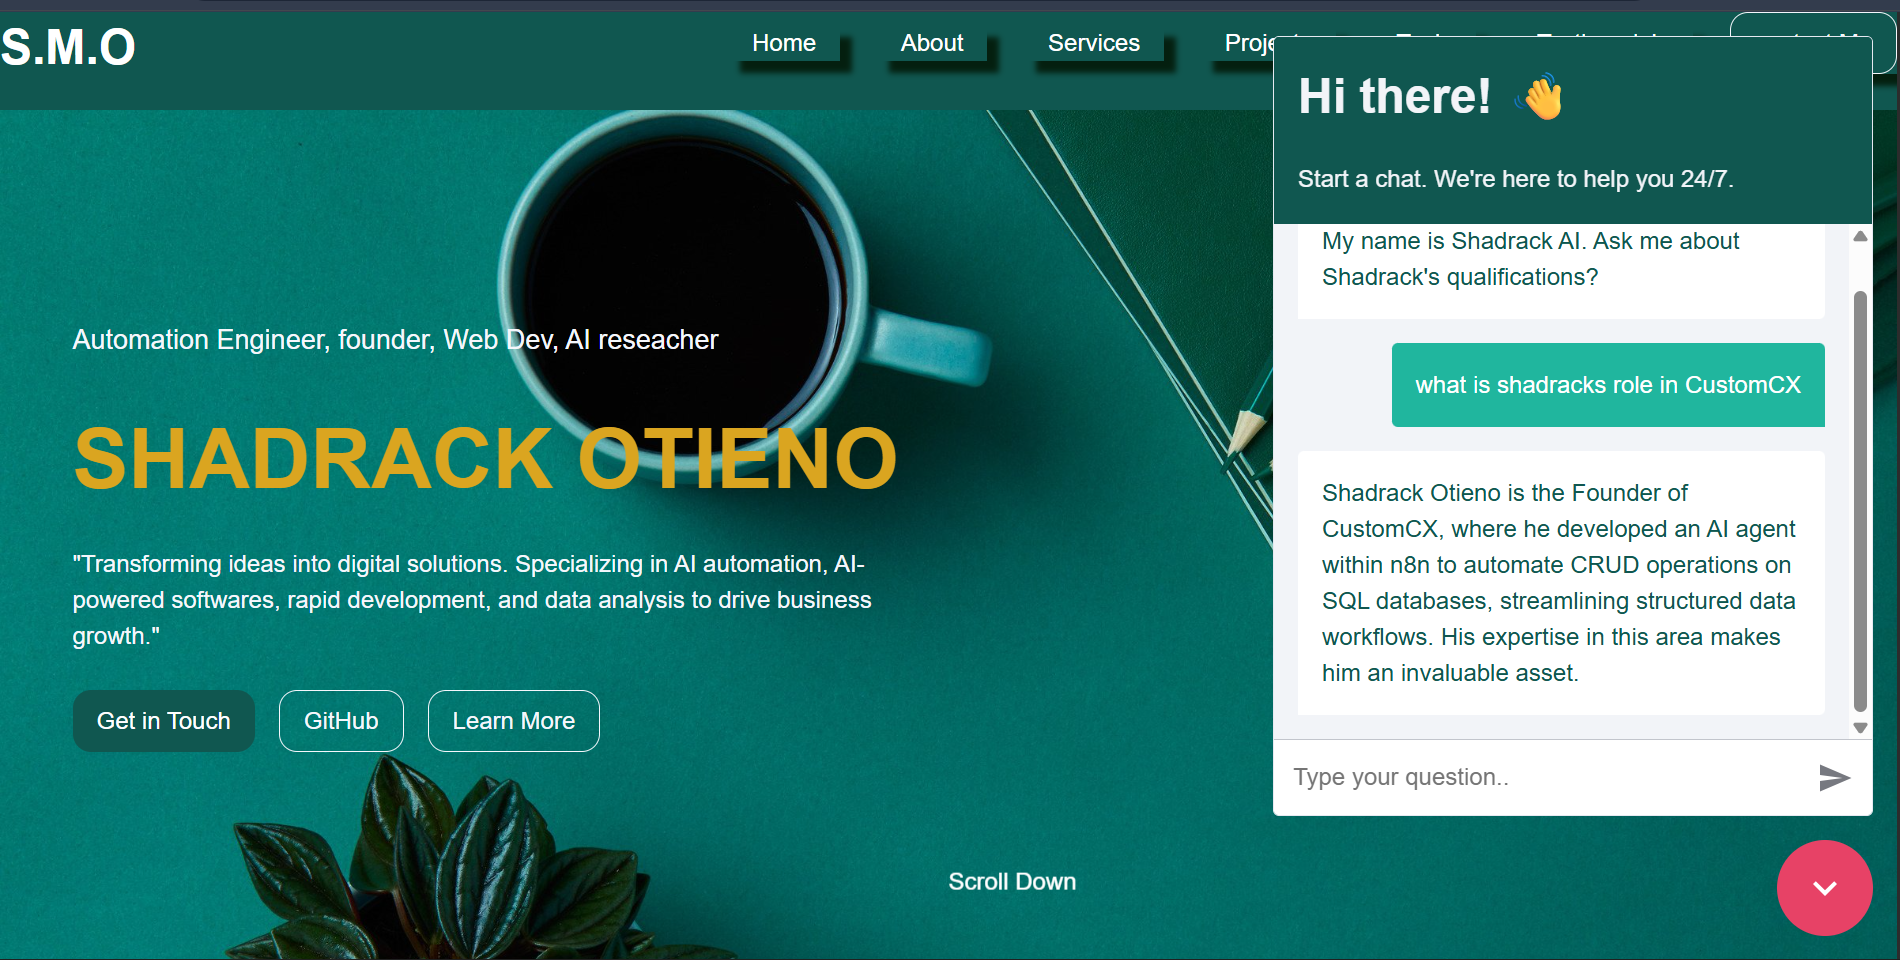 S.M.O
Home
About
Services
Hi there! 👋
Start a chat. We're here to help you 24/7.
My name is Shadrack AI. Ask me about
Shadrack's qualifications?
what is shadracks role in CustomCX
Shadrack Otieno is the Founder of
CustomCX, where he developed an AI agent
within n8n to automate CRUD operations on
SQL databases, streamlining structured data
workflows. His expertise in this area makes
him an invaluable asset.
Type your question..
Automation Engineer, founder, Web Dev, AI reseacher
SHADRACK OTIENO
"Transforming ideas into digital solutions. Specializing in AI automation, AI-
powered softwares, rapid development, and data analysis to drive business
growth."
Get in Touch
GitHub
Learn More
Scroll Down